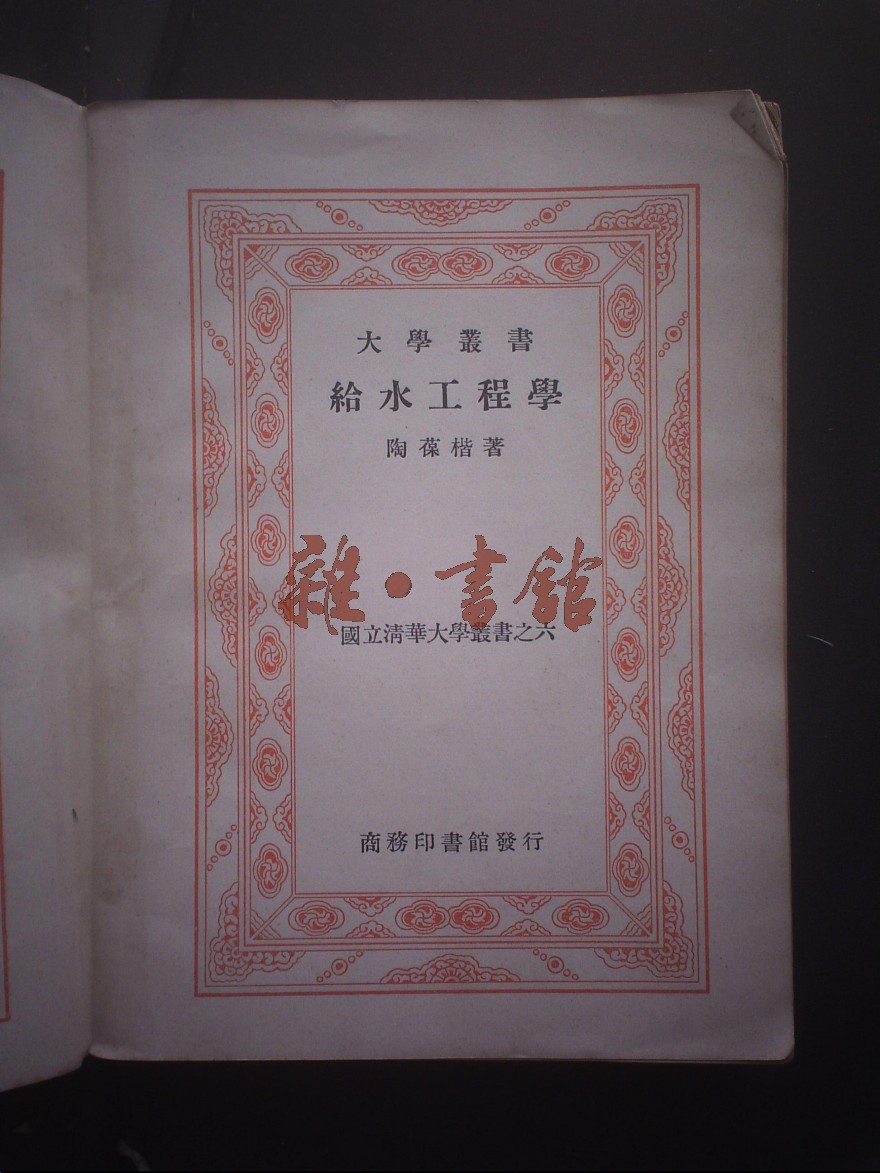 大學叢書
給水工程學
陶葆楷著
雜·書館
國立清華大學叢書之六
商務印書館發行